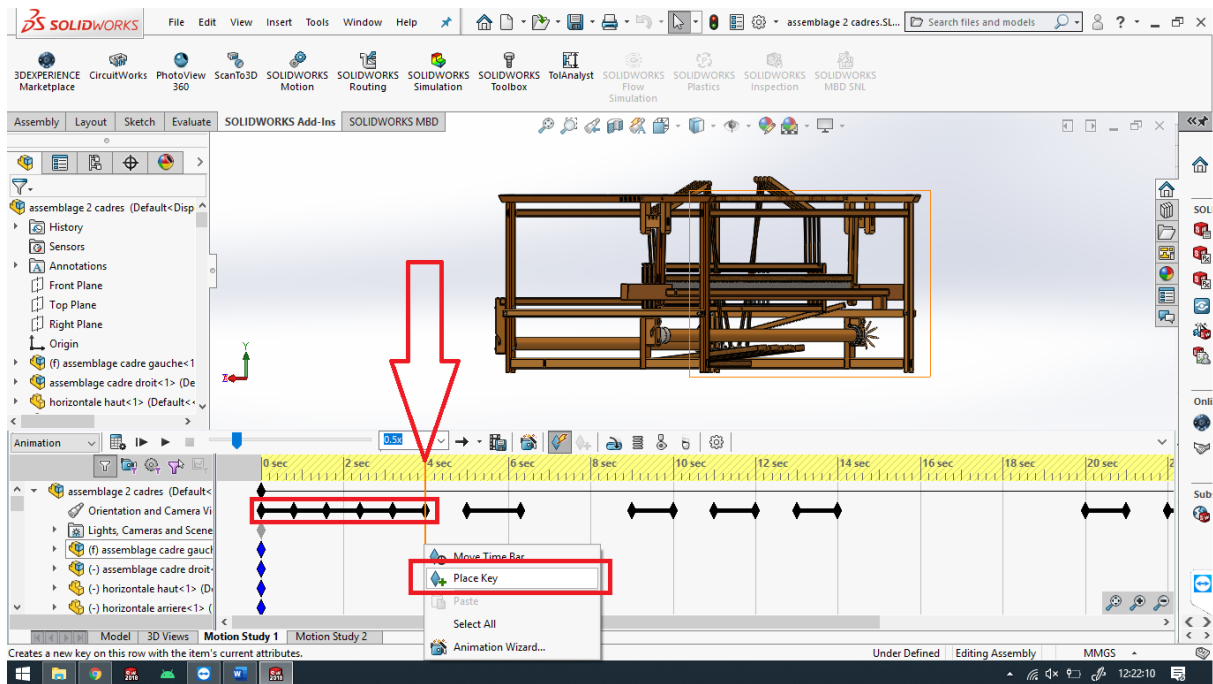 SOLIDWORKS File Edit View Insert Tools Window Help assemblage 2 cadres.SL... Search files and models ?
3DEXPERIENCE Marketplace
CircuitWorks
PhotoView 360
ScanTo3D
SOLIDWORKS Motion
SOLIDWORKS Routing
SOLIDWORKS Simulation
SOLIDWORKS Toolbox
TolAnalyst
SOLIDWORKS Flow Simulation
SOLIDWORKS Plastics
SOLIDWORKS Inspection
SOLIDWORKS MBD SNL
Assembly Layout Sketch Evaluate SOLIDWORKS Add-Ins SOLIDWORKS MBD
assemblage 2 cadres (Default<Disp
History
Sensors
Annotations
Front Plane
Top Plane
Right Plane
Origin
(f) assemblage cadre gauche<1
assemblage cadre droit<1> (De
horizontale haut<1> (Default<
Y
Z
SOLI
Onli
Sub
Animation 0.5x
0 sec 2 sec 4 sec 6 sec 8 sec 10 sec 12 sec 14 sec 16 sec 18 sec 20 sec 2
assemblage 2 cadres (Default<
Orientation and Camera Vi
Lights, Cameras and Scene
(f) assemblage cadre gaucl
(-) assemblage cadre droit
(-) horizontale haut<1> (D
(-) horizontale arriere<1> (
Move Time Bar
Place Key
Paste
Select All
Animation Wizard...
Model 3D Views Motion Study 1 Motion Study 2
Creates a new key on this row with the item's current attributes. Under Defined Editing Assembly MMGS
12:22:10